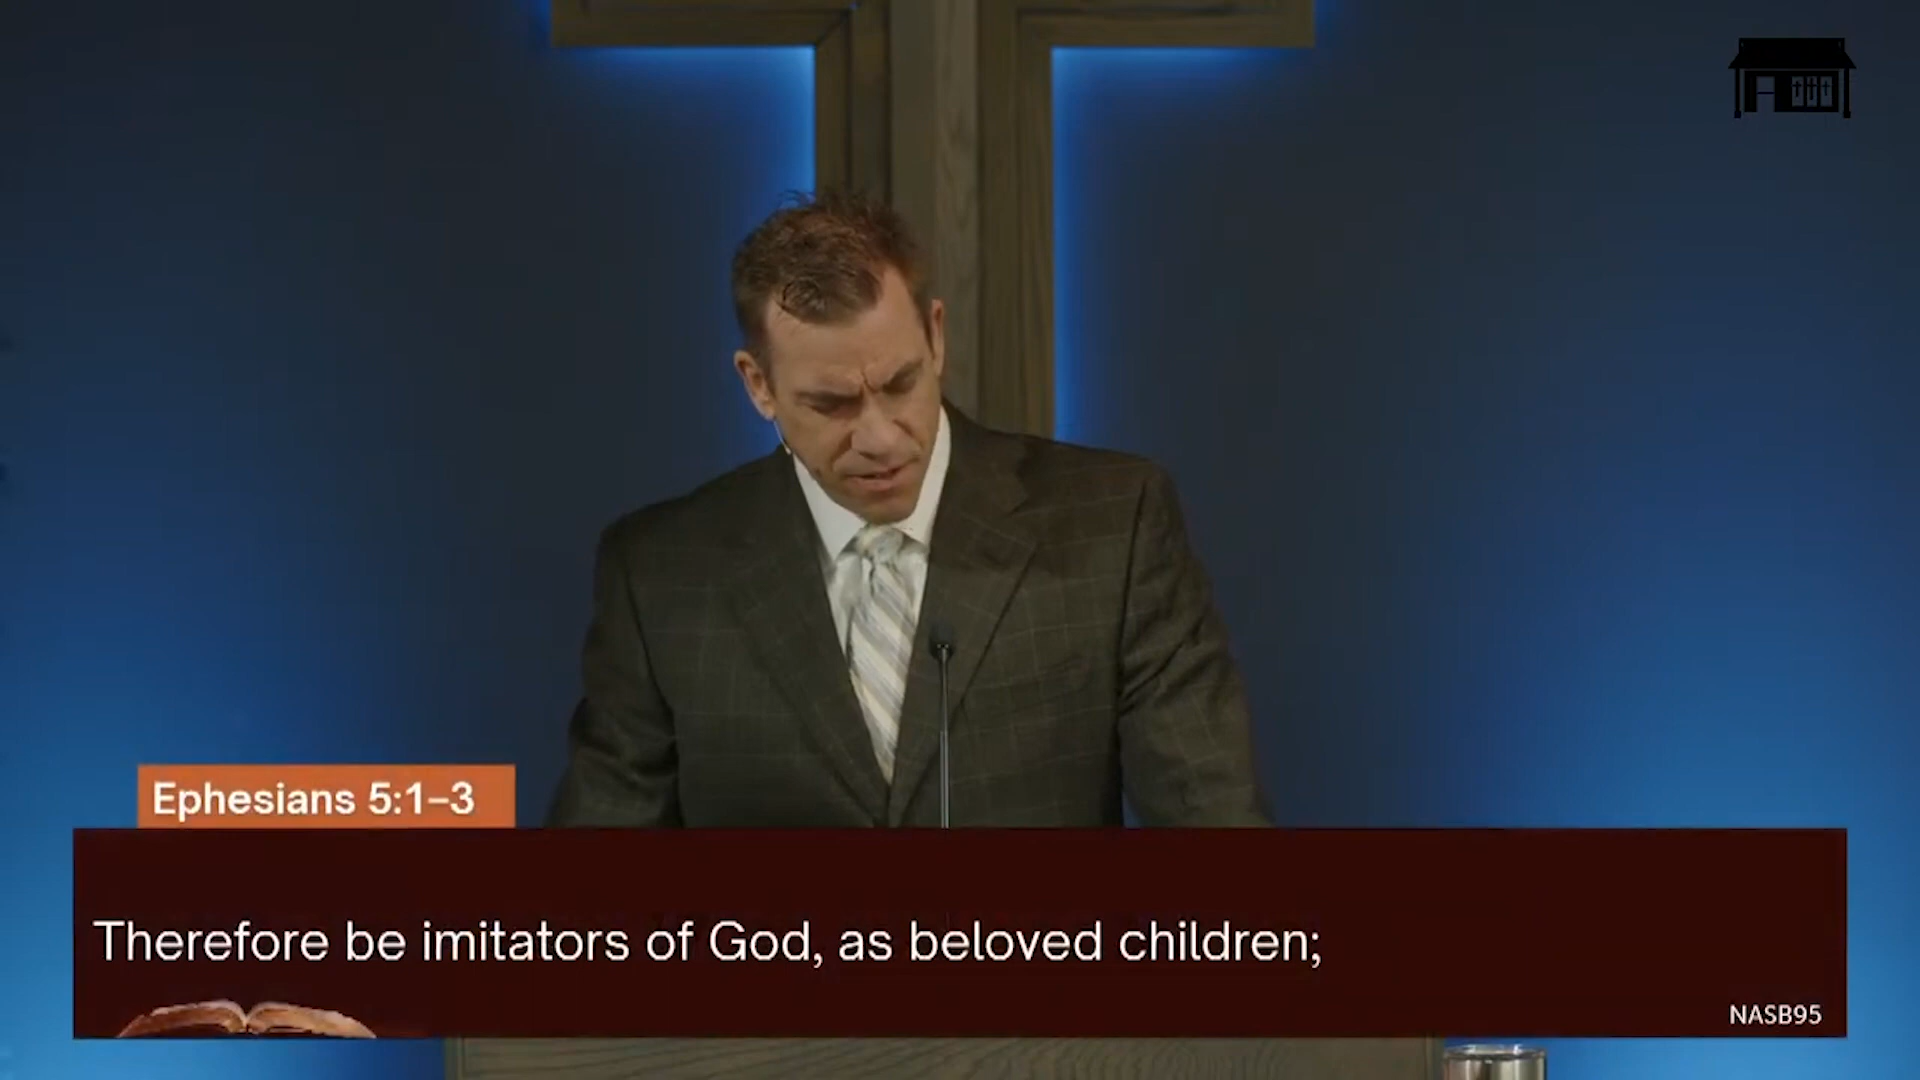 Ephesians 5:1–3
Therefore be imitators of God, as beloved children;
NASB95